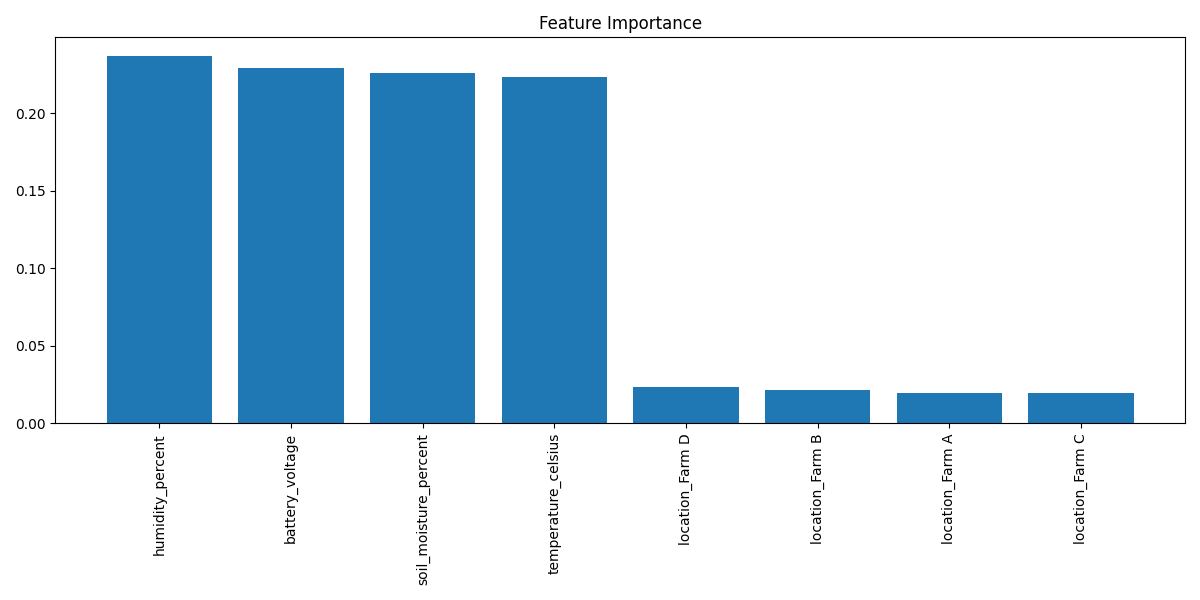 Feature Importance
0.20
0.15
0.10
0.05
0.00
humidity_percent
battery_voltage
soil_moisture_percent
temperature_celsius
location_Farm D
location_Farm B
location_Farm A
location_Farm C